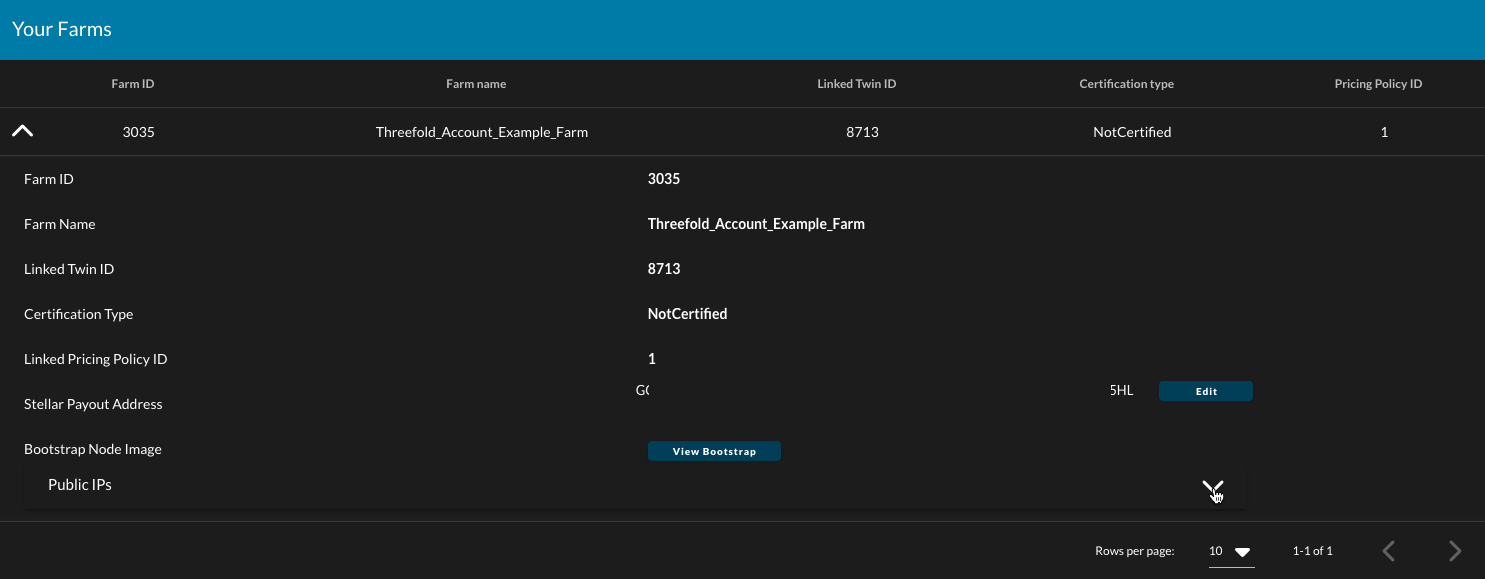 Your Farms
Farm ID Farm name Linked Twin ID Certification type Pricing Policy ID
3035 Threefold_Account_Example_Farm 8713 NotCertified 1
Farm ID 3035
Farm Name Threefold_Account_Example_Farm
Linked Twin ID 8713
Certification Type NotCertified
Linked Pricing Policy ID 1
Stellar Payout Address 5HL Edit
Bootstrap Node Image View Bootstrap
Public IPs
Rows per page: 10 1-1 of 1